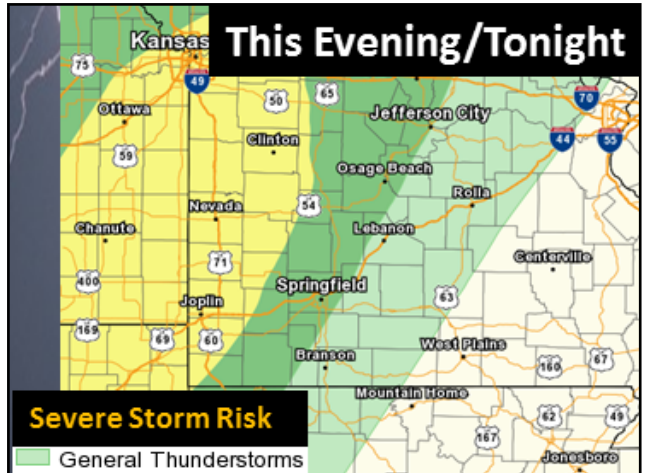 This Evening/Tonight
Kansas
75
49
70
Ottawa
50
65
Jefferson City
44
55
Clinton
59
Osage Beach
Rolla
Nevada
54
Chanute
Lebanon
Centerville
71
400
Springfield
63
Joplin
169
69
60
Branson
West Plains
160
67
Mountain Home
Severe Storm Risk
62
49
167
General Thunderstorms
Jonesboro